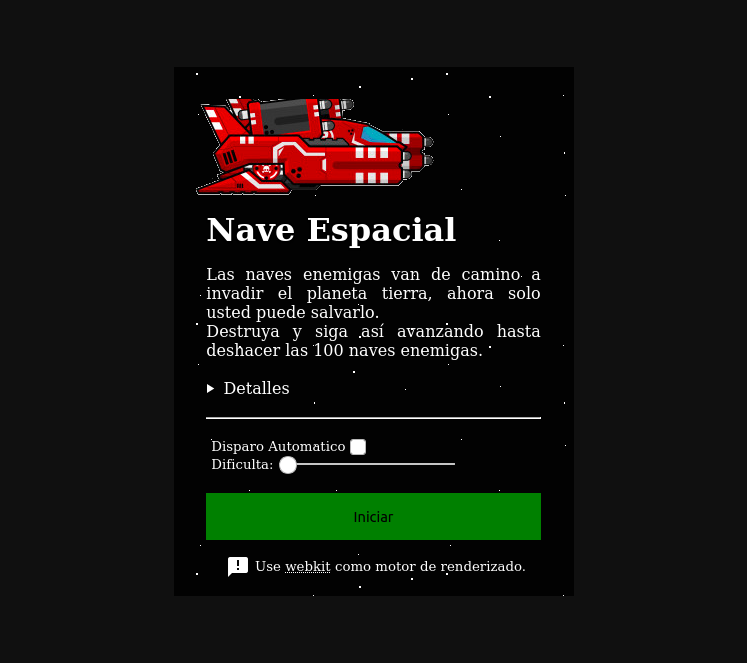 Nave Espacial
Las naves enemigas van de camino a
invadir el planeta tierra, ahora solo
usted puede salvarlo.
Destruya y siga así avanzando hasta
deshacer las 100 naves enemigas.
Detalles
Disparo Automatico
Dificulta:
Iniciar
Use webkit como motor de renderizado.